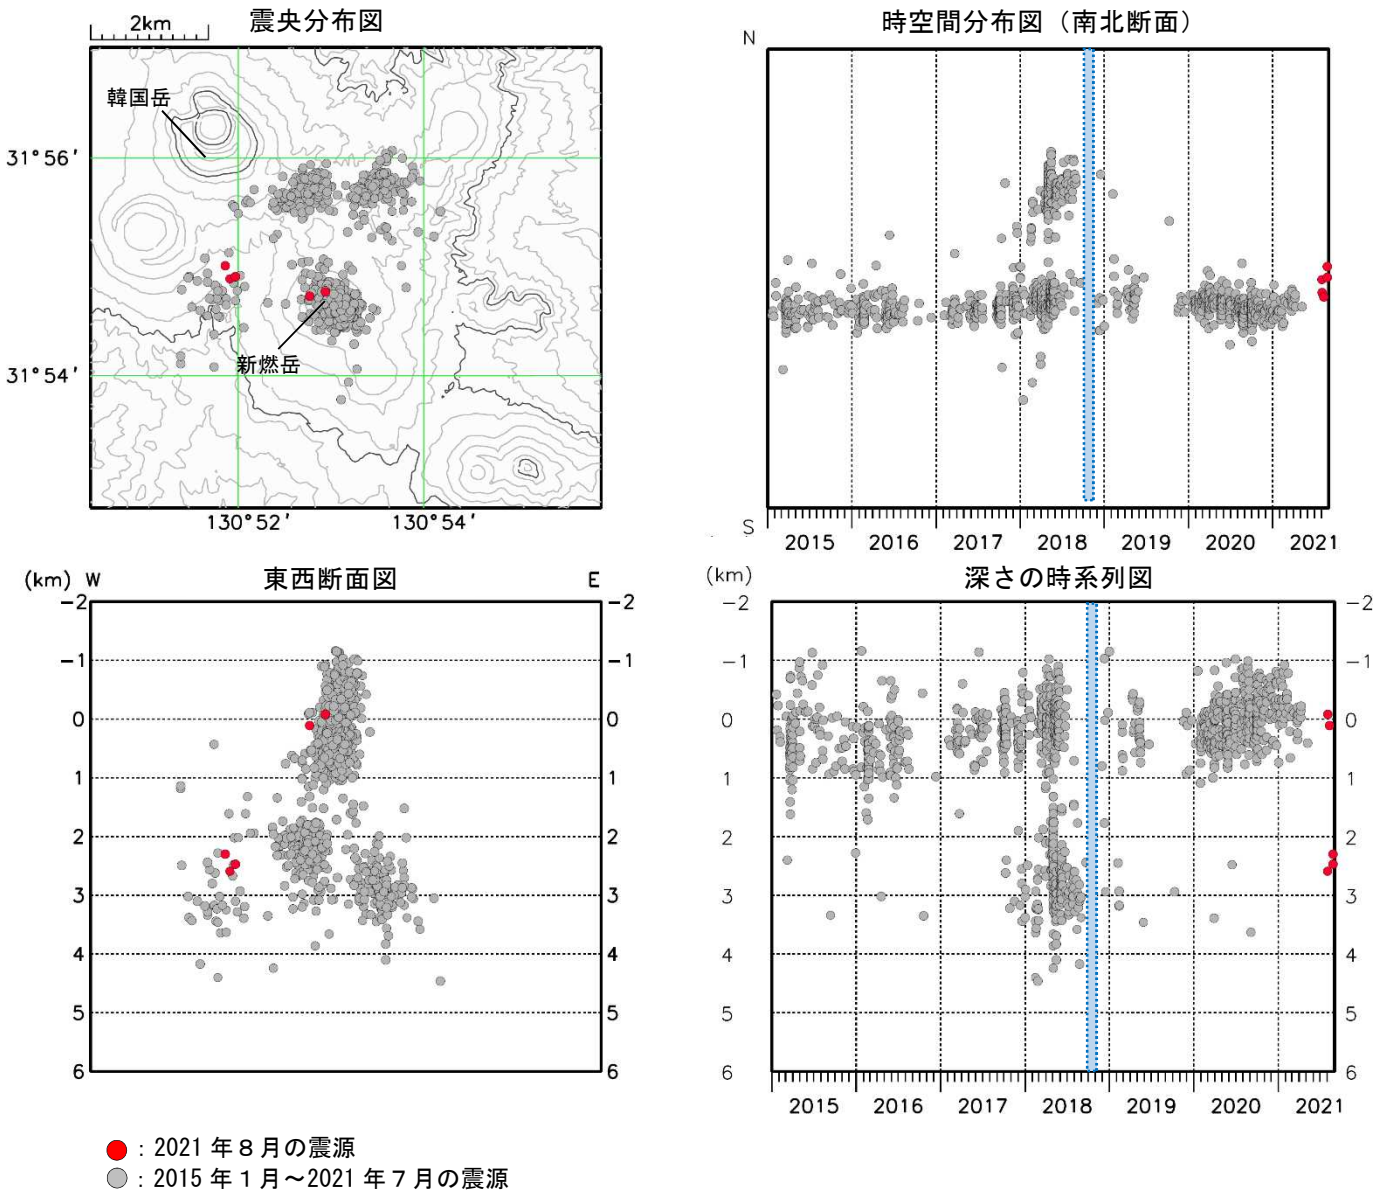 2km
震央分布図
韓国岳
新燃岳
31°56′
31°54′
130°52′ 130°54′
時空間分布図（南北断面）
N
S
2015 2016 2017 2018 2019 2020 2021
東西断面図
(km) W E
-2 -2
-1 -1
0 0
1 1
2 2
3 3
4 4
5 5
6 6
深さの時系列図
(km)
-2 -2
-1 -1
0 0
1 1
2 2
3 3
4 4
5 5
6 6
2015 2016 2017 2018 2019 2020 2021
：2021 年８月の震源
：2015 年１月～2021 年７月の震源